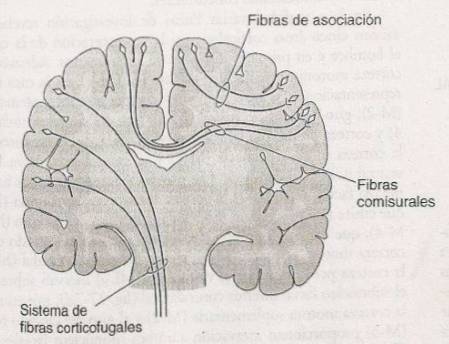 Fibras de asociación
Fibras
comisurales
Sistema de
fibras corticofugales